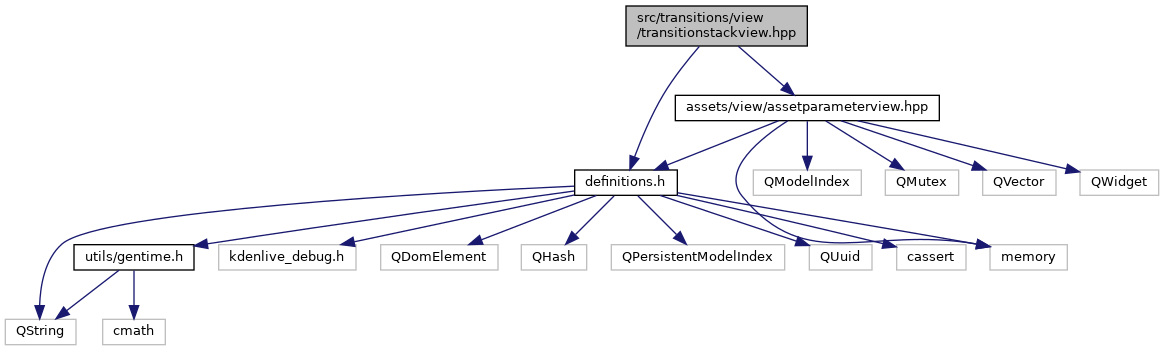 src/transitions/view
/transitionstackview.hpp
assets/view/assetparameterview.hpp
definitions.h
QModelIndex
QMutex
QVector
QWidget
utils/gentime.h
kdenlive_debug.h
QDomElement
QHash
QPersistentModelIndex
QUuid
cassert
memory
QString
cmath